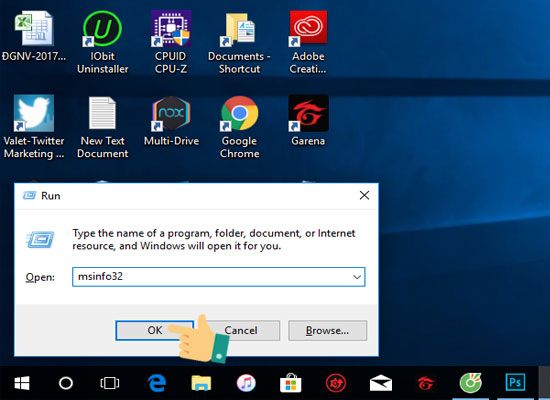 ĐGNV-2017... IObit CPUID Documents - Adobe
Uninstaller CPU-Z Shortcut Creati...
Valet-Twitter New Text Multi-Drive Google Garena
Marketing ... Document Chrome
nox
Run
Type the name of a program, folder, document, or Internet
resource, and Windows will open it for you.
Open: msinfo32
OK Cancel Browse...
Ps